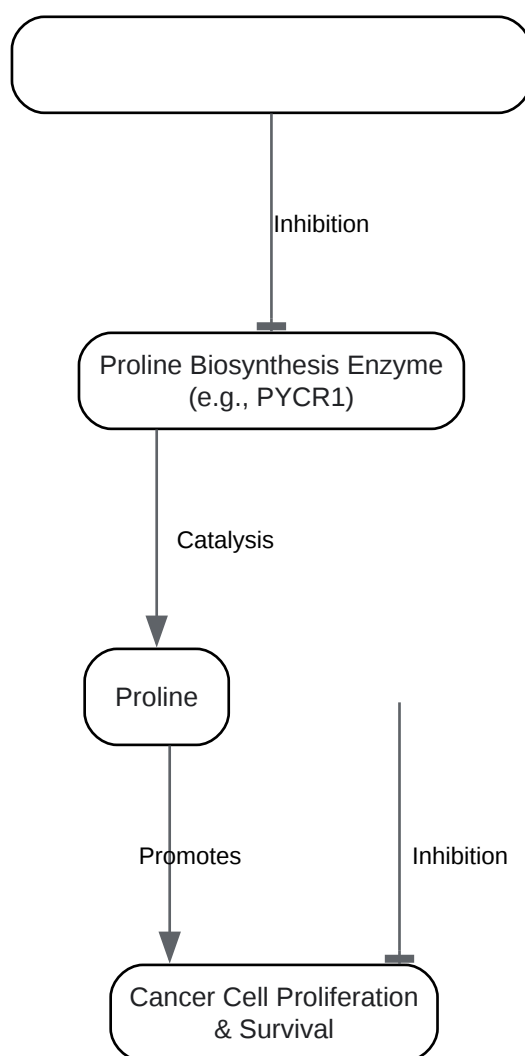 Inhibition
Proline Biosynthesis Enzyme
(e.g., PYCR1)
Catalysis
Proline
Promotes
Inhibition
Cancer Cell Proliferation
& Survival